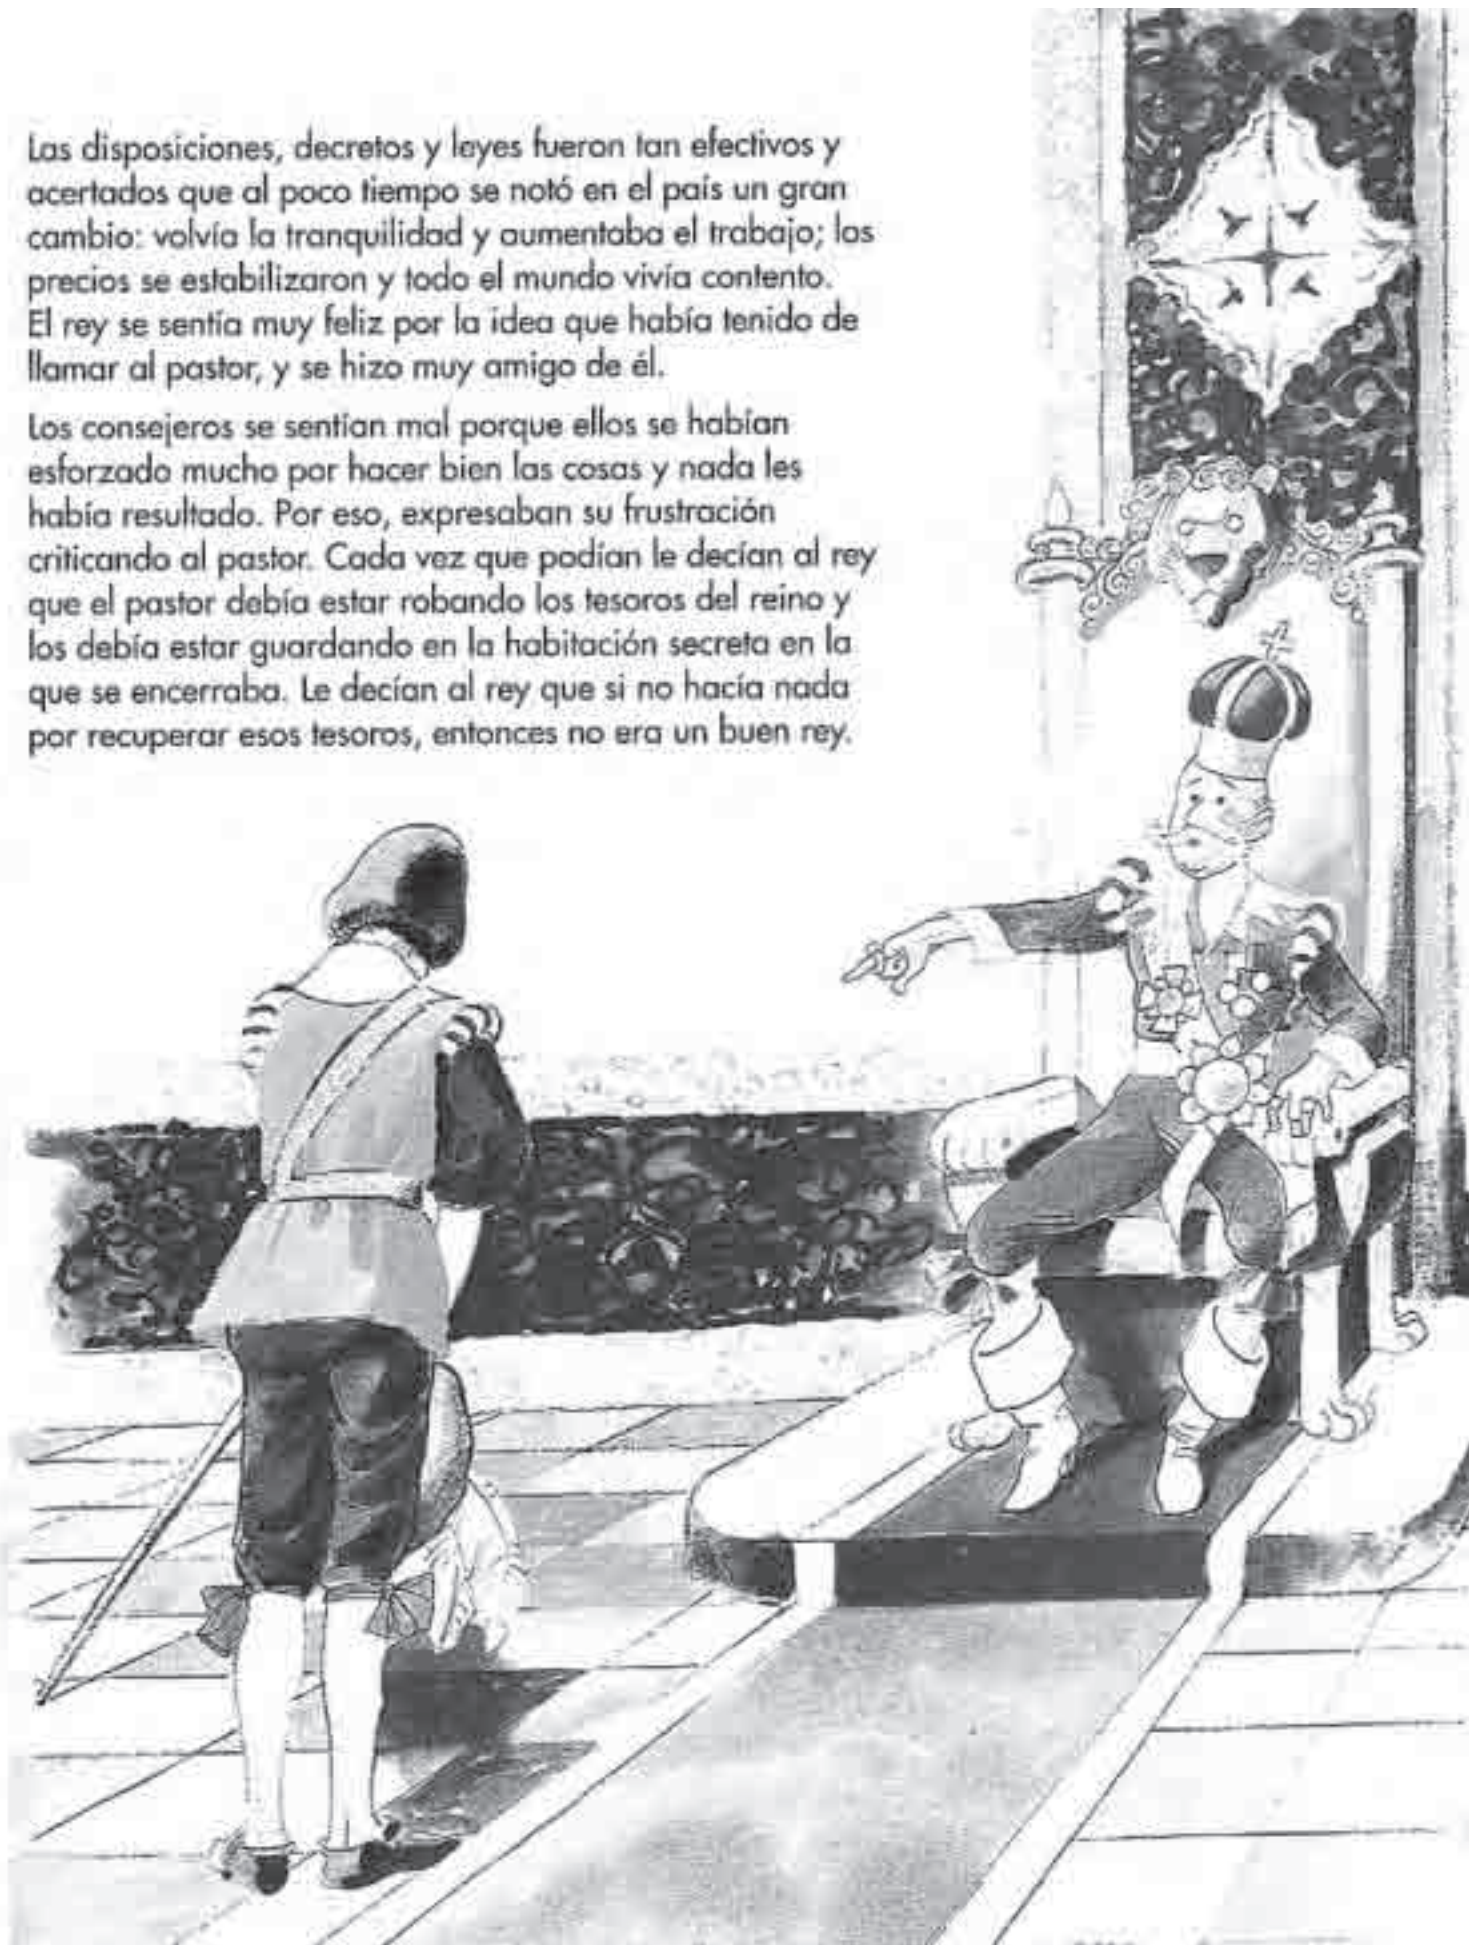 Las disposiciones, decretos y leyes fueron tan efectivos y
acertados que al poco tiempo se notó en el país un gran
cambio: volvía la tranquilidad y aumentaba el trabajo; los
precios se estabilizaron y todo el mundo vivía contento.
El rey se sentía muy feliz por la idea que había tenido de
llamar al pastor, y se hizo muy amigo de él.
Los consejeros se sentían mal porque ellos se habían
esforzado mucho por hacer bien las cosas y nada les
había resultado. Por eso, expresaban su frustración
criticando al pastor. Cada vez que podían le decían al rey
que el pastor debía estar robando los tesoros del reino y
los debía estar guardando en la habitación secreta en la
que se encerraba. Le decían al rey que si no hacía nada
por recuperar esos tesoros, entonces no era un buen rey.